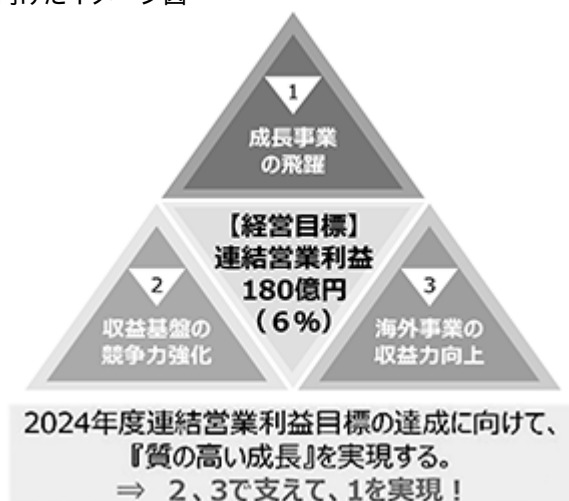 1
成長事業
の飛躍
【経営目標】
連結営業利益
180億円
(6%)
2
収益基盤の
競争力強化
3
海外事業の
収益力向上
2024年度連結営業利益目標の達成に向けて、
『質の高い成長』を実現する。
⇒ 2、3で支えて、1を実現!